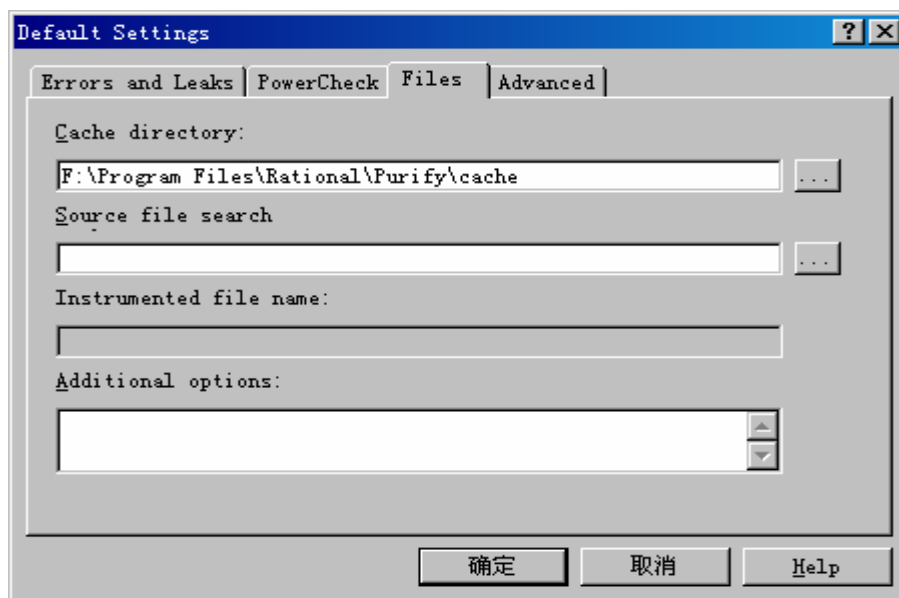 Default Settings
Errors and Leaks PowerCheck Files Advanced
Cache directory:
F:\Program Files\Rational\Purify\cache
...
Source file search
...
Instrumented file name:
Additional options:
确定 取消 Help